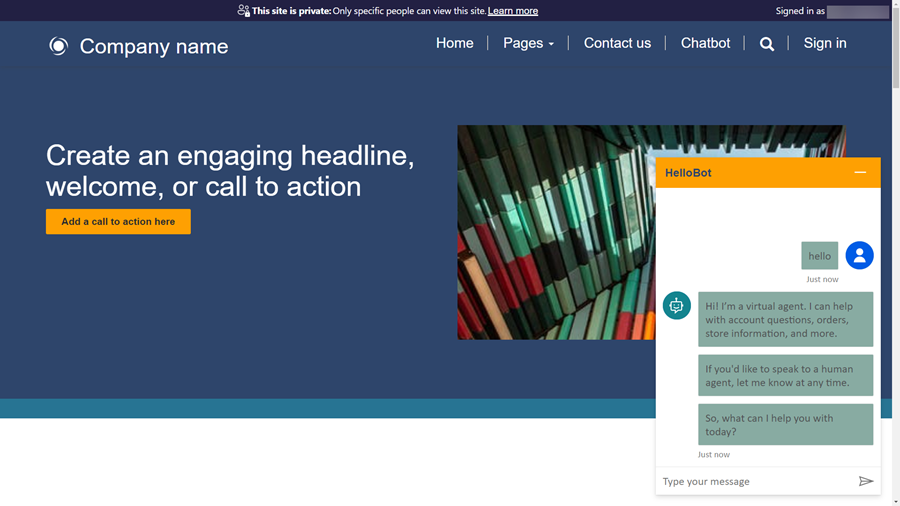 This site is private: Only specific people can view this site. Learn more
Signed in as
Company name
Home
Pages
Contact us
Chatbot
Sign in
Create an engaging headline,
welcome, or call to action
Add a call to action here
HelloBot
hello
Just now
Hi! I'm a virtual agent. I can help
with account questions, orders,
store information, and more.
If you'd like to speak to a human
agent, let me know at any time.
So, what can I help you with
today?
Just now
Type your message